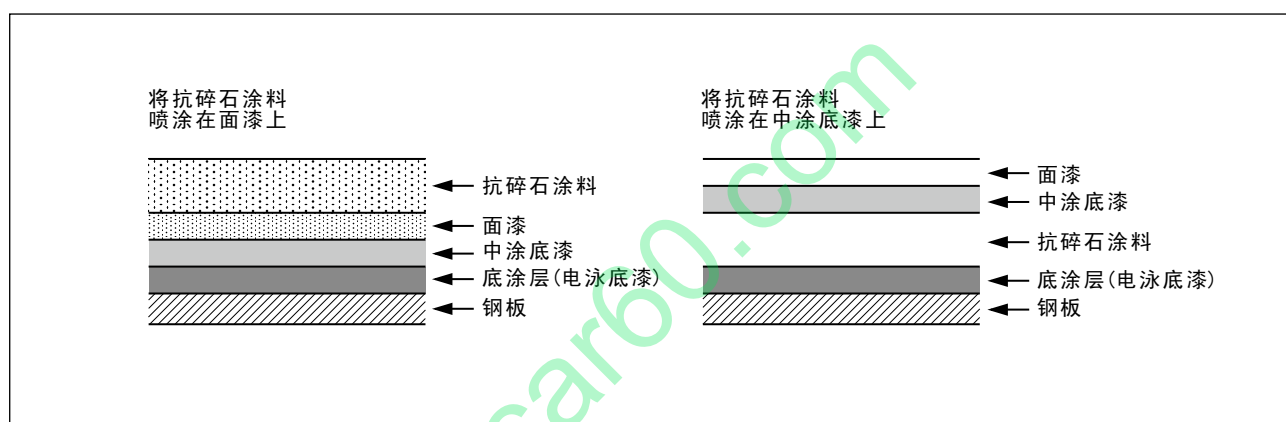 将抗碎石涂料
喷涂在面漆上
抗碎石涂料
面漆
中涂底漆
底涂层(电泳底漆)
钢板
将抗碎石涂料
喷涂在中涂底漆上
面漆
中涂底漆
抗碎石涂料
底涂层(电泳底漆)
钢板
car60.com